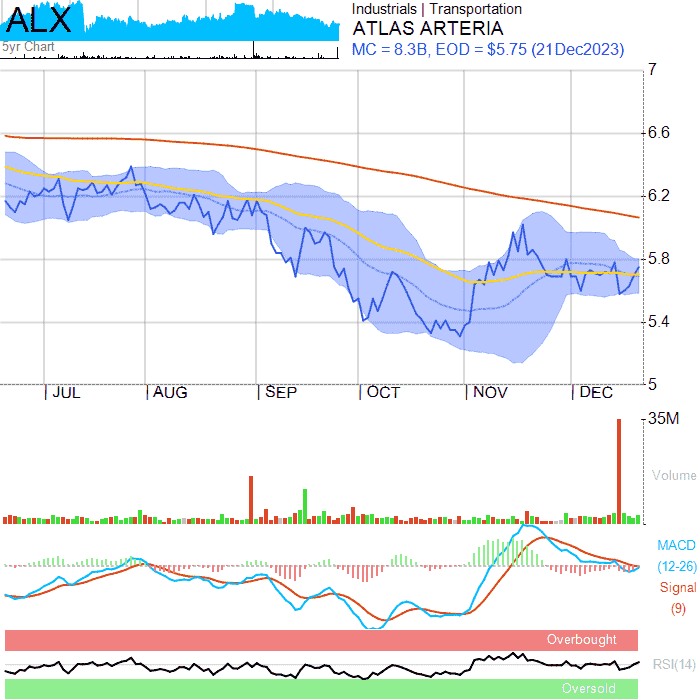 ALX
5yr Chart
Industrials | Transportation
ATLAS ARTERIA
MC = 8.3B, EOD = $5.75 (21Dec2023)
7
6.6
6.2
5.8
5.4
5
JUL AUG SEP OCT NOV DEC
35M
Volume
MACD
(12-26)
Signal
(9)
Overbought
RSI(14)
Oversold